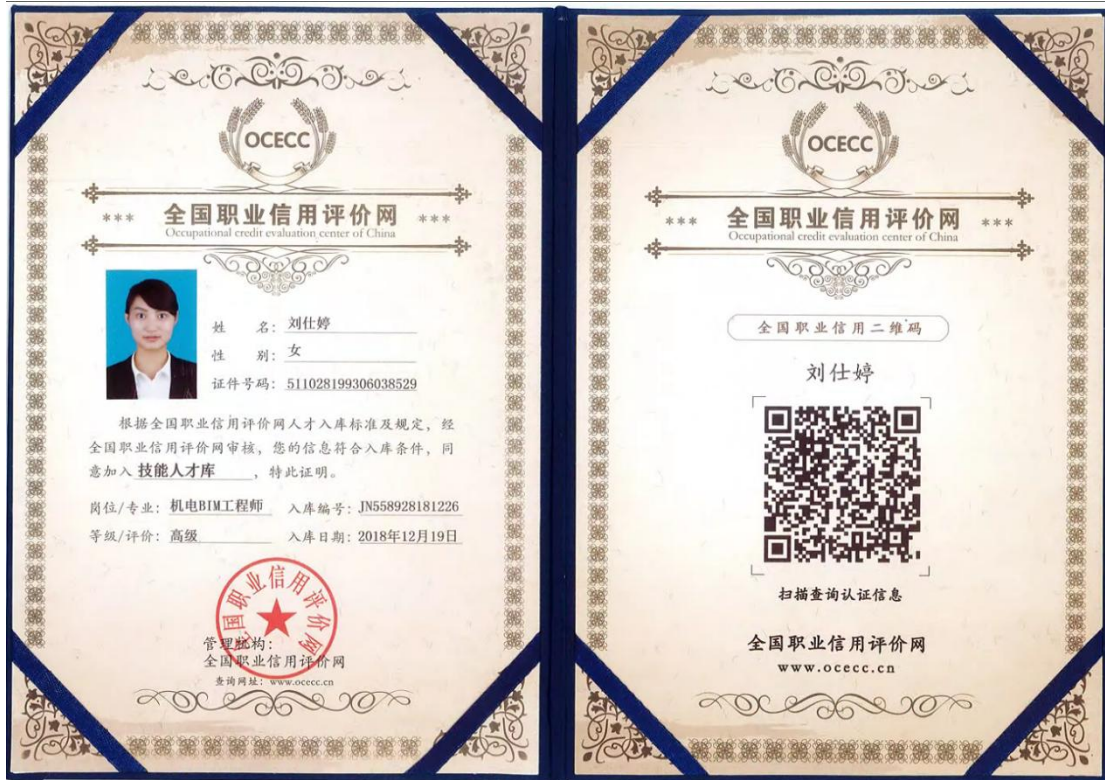 OCECC
*** 全国职业信用评价网 ***
Occupational credit evaluation center of China
姓 名: 刘仕婷
性 别: 女
证件号码: 511028199306038529
根据全国职业信用评价网人才入库标准及规定，经
全国职业信用评价网审核，您的信息符合入库条件，同
意加入 技能人才库 ，特此证明。
岗位/专业: 机电BIM工程师 入库编号: JN558928181226
等级/评价: 高级 入库日期: 2018年12月19日
全国职业信用评价网
管理机构:
全国职业信用评价网
查询网址: www.ocecc.cn
OCECC
*** 全国职业信用评价网 ***
Occupational credit evaluation center of China
全国职业信用二维码
刘仕婷
扫描查询认证信息
全国职业信用评价网
www.ocecc.cn